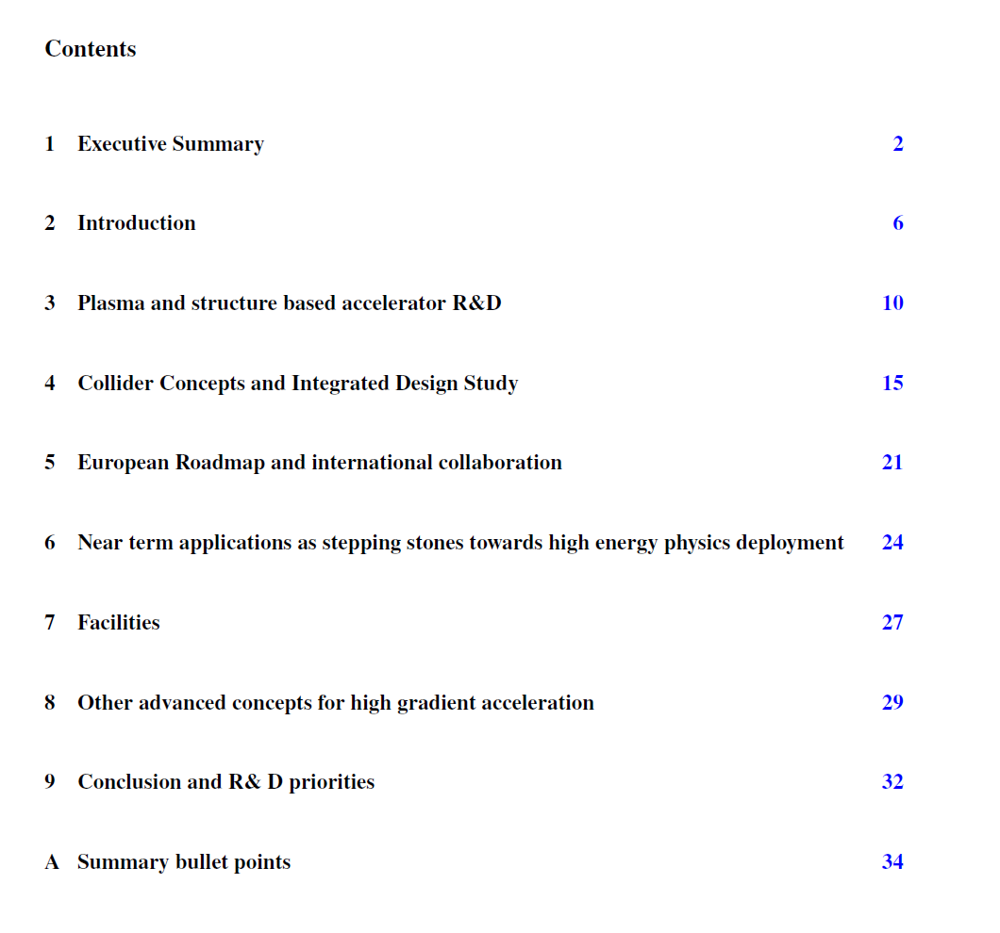 Contents
1 Executive Summary 2
2 Introduction 6
3 Plasma and structure based accelerator R&D 10
4 Collider Concepts and Integrated Design Study 15
5 European Roadmap and international collaboration 21
6 Near term applications as stepping stones towards high energy physics deployment 24
7 Facilities 27
8 Other advanced concepts for high gradient acceleration 29
9 Conclusion and R& D priorities 32
A Summary bullet points 34